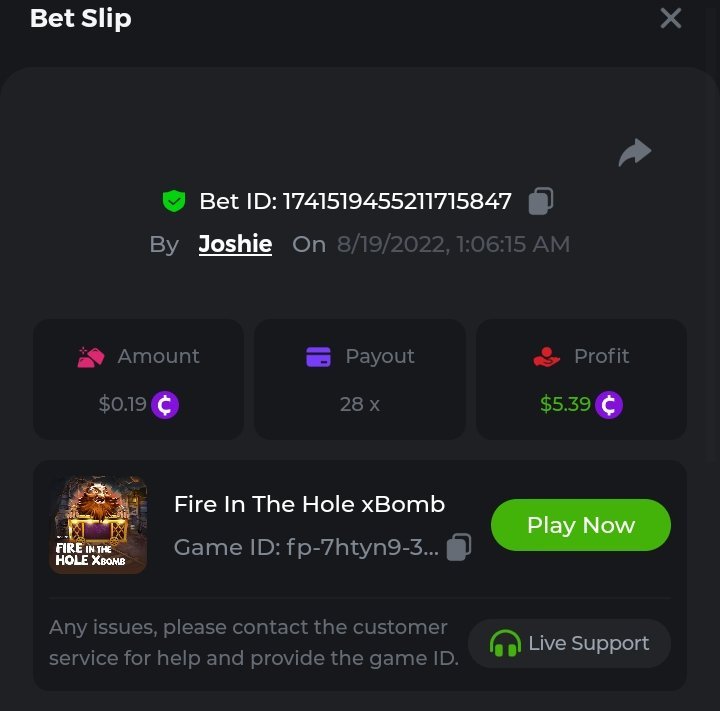 Bet Slip
Bet ID: 1741519455211715847
By Joshie On 8/19/2022, 1:06:15 AM
Amount
Payout
Profit
$0.19
28 x
$5.39
Fire In The Hole xBomb
Game ID: fp-7htyn9-3...
Play Now
FIRE IN THE
HOLE XBOMB
Any issues, please contact the customer
service for help and provide the game ID.
Live Support